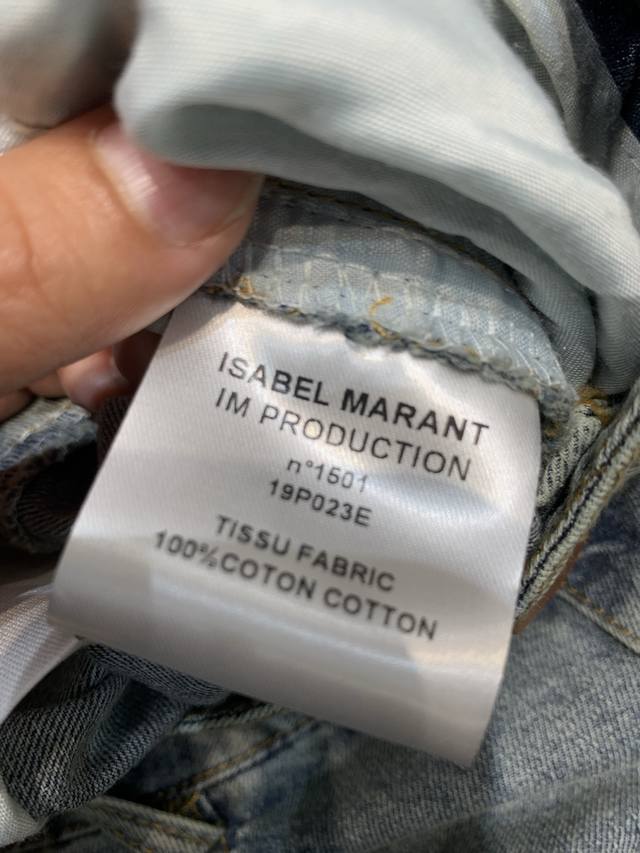 ISABEL MARANT
IM PRODUCTION
n°1501
19P023E
TISSU FABRIC
100%COTON COTTON